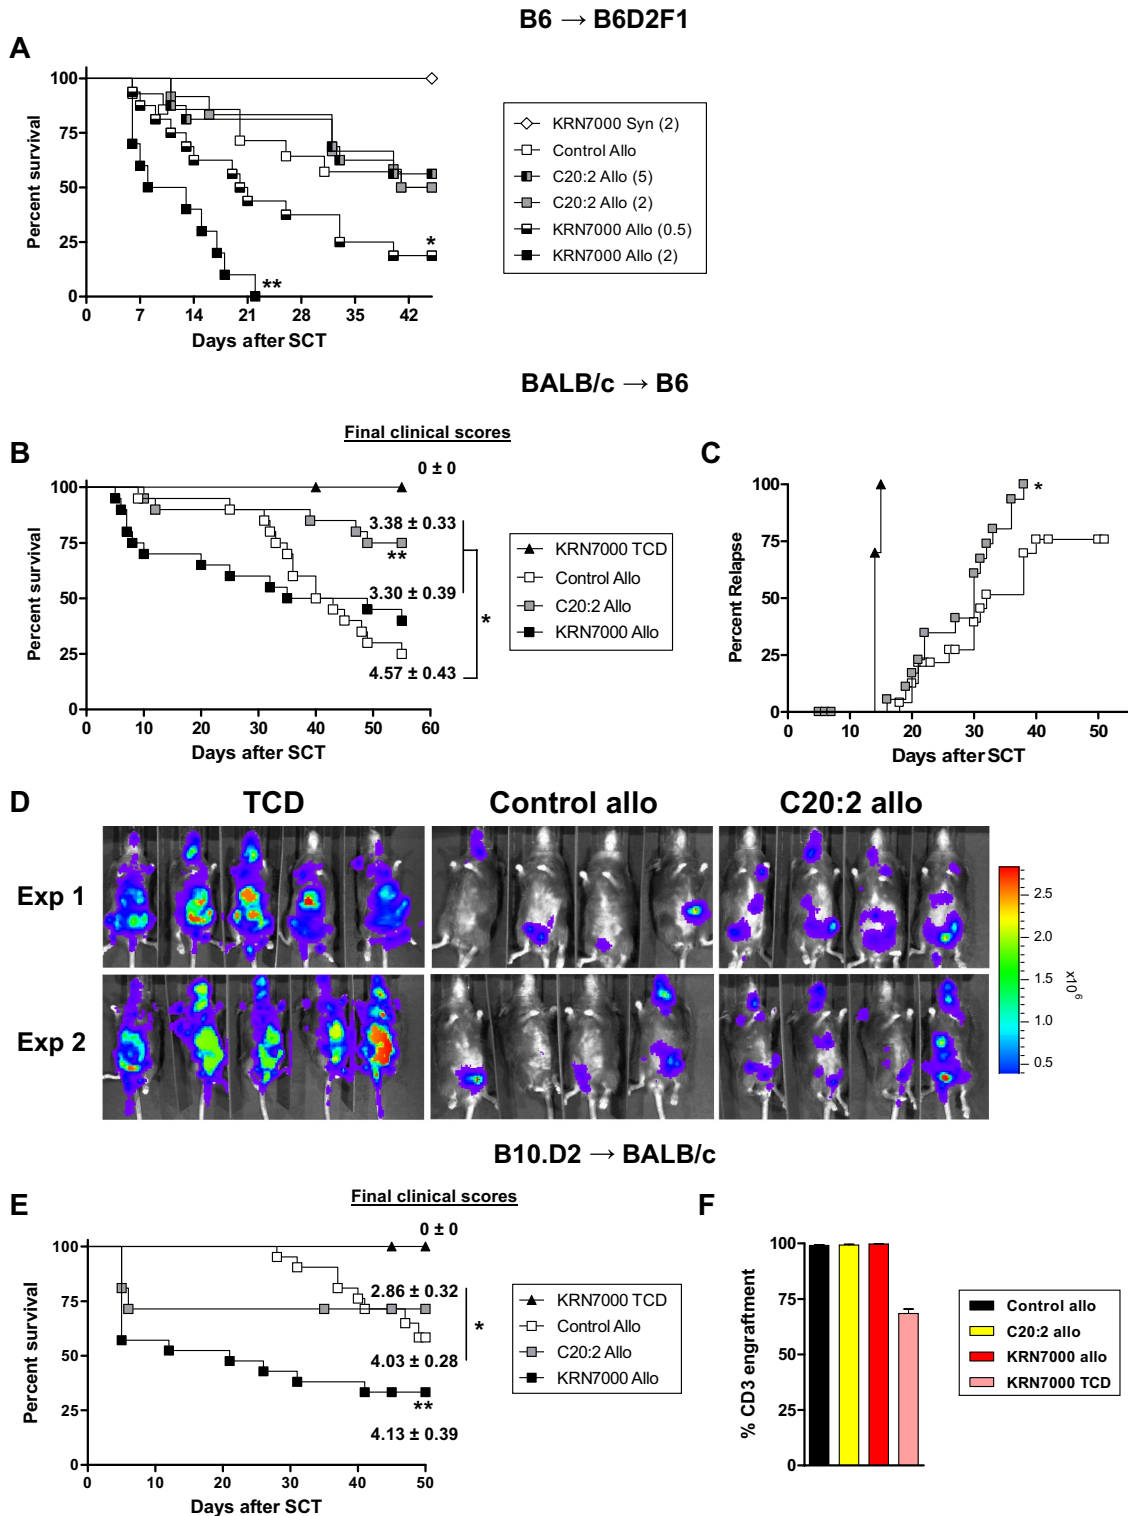 B6 → B6D2F1
A
Percent survival
100
75
50
25
0
0 7 14 21 28 35 42
Days after SCT
*
**
KRN7000 Syn (2)
Control Allo
C20:2 Allo (5)
C20:2 Allo (2)
KRN7000 Allo (0.5)
KRN7000 Allo (2)
BALB/c → B6
B
Final clinical scores
0 ± 0
3.38 ± 0.33
**
3.30 ± 0.39
*
4.57 ± 0.43
Percent survival
100
75
50
25
0
0 10 20 30 40 50 60
Days after SCT
KRN7000 TCD
Control Allo
C20:2 Allo
KRN7000 Allo
C
Percent Relapse
100
75
50
25
0
0 10 20 30 40 50
Days after SCT
*
D
TCD Control allo C20:2 allo
Exp 1
Exp 2
2.5
2.0
1.5
1.0
0.5
x10 6
B10.D2 → BALB/c
E
Final clinical scores
0 ± 0
2.86 ± 0.32
*
4.03 ± 0.28
**
4.13 ± 0.39
Percent survival
100
75
50
25
0
0 10 20 30 40 50
Days after SCT
KRN7000 TCD
Control Allo
C20:2 Allo
KRN7000 Allo
F
% CD3 engraftment
100
75
50
25
0
Control allo
C20:2 allo
KRN7000 allo
KRN7000 TCD